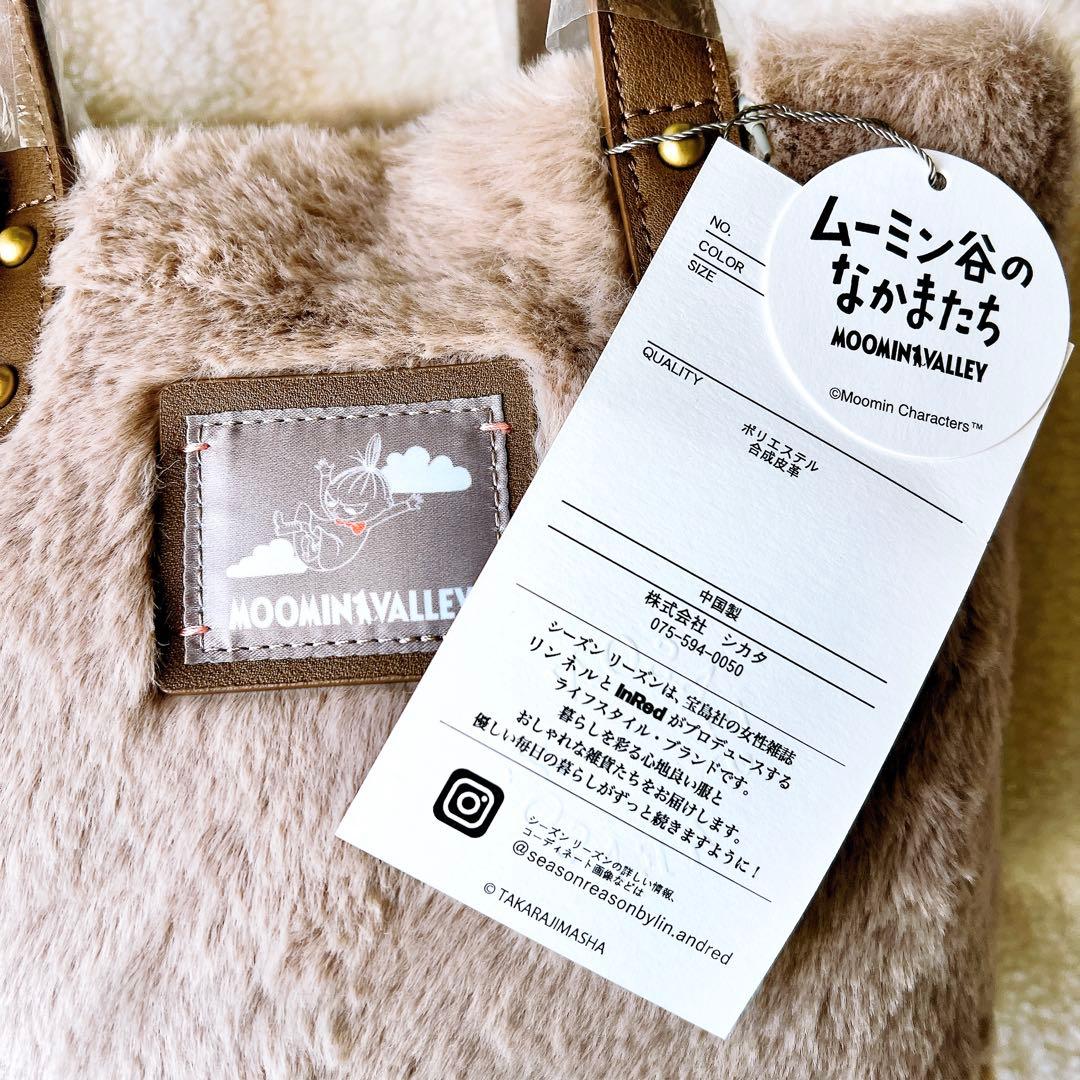 ムーミン谷の
なかまたち
MOOMIN VALLEY
©Moomin Characters™
NO.
COLOR
SIZE
QUALITY
ポリエステル
合成皮革
中国製
株式会社 シカタ
075-594-0050
シーズン リーズンは、宝島社の女性雑誌
リンネルと InRed がプロデュースする
ライフスタイル・ブランドです。
暮らしを彩る心地良い服と
おしゃれな雑貨たちをお届けします。
優しい毎日の暮らしがずっと続きますように！
シーズン リーズンの詳しい情報、
コーディネート画像などは
@seasonreasonbylin.andred
© TAKARAJIMASHA
MOOMIN VALLEY